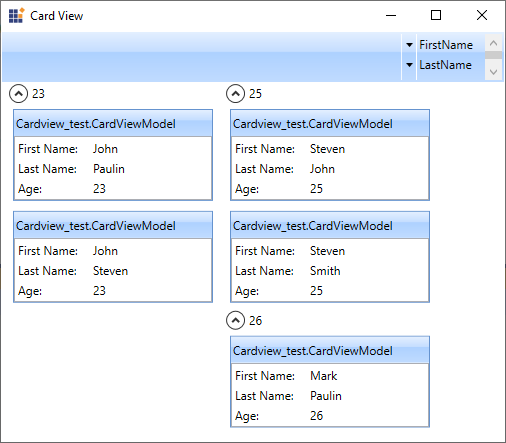 Card View
FirstName
LastName
23
Cardview_test.CardViewModel
First Name: John
Last Name: Paulin
Age: 23
Cardview_test.CardViewModel
First Name: John
Last Name: Steven
Age: 23
25
Cardview_test.CardViewModel
First Name: Steven
Last Name: John
Age: 25
Cardview_test.CardViewModel
First Name: Steven
Last Name: Smith
Age: 25
26
Cardview_test.CardViewModel
First Name: Mark
Last Name: Paulin
Age: 26